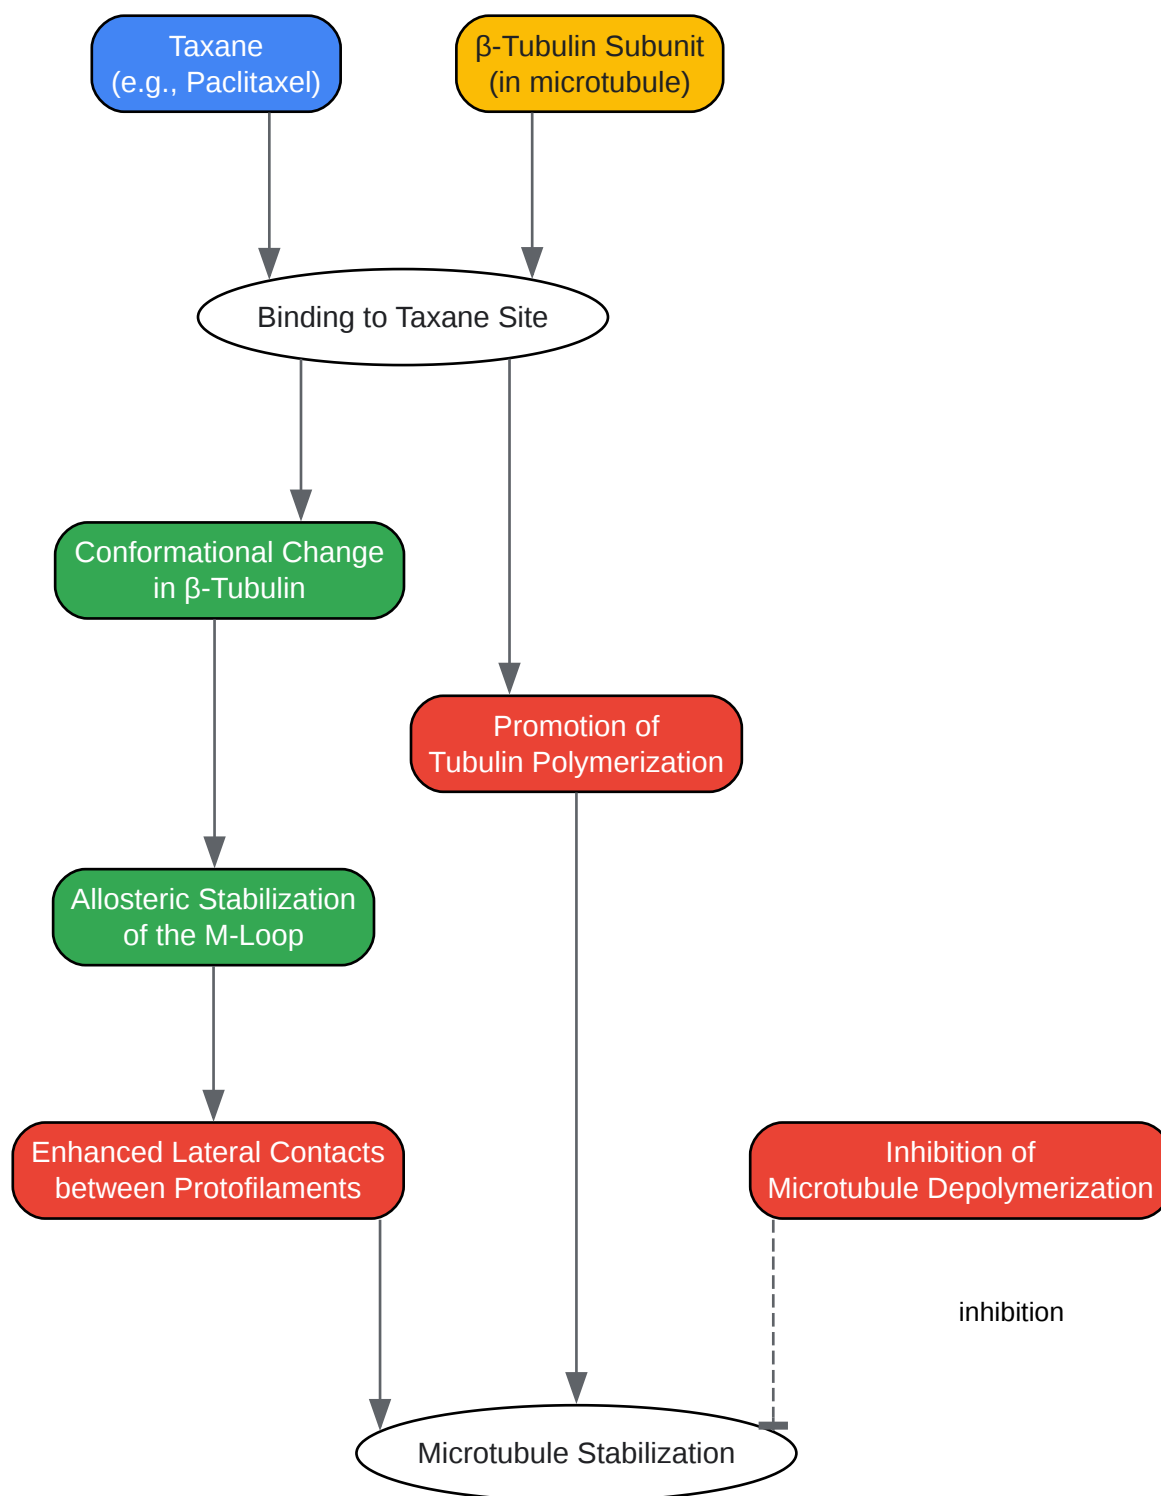 Taxane
(e.g., Paclitaxel)
β-Tubulin Subunit
(in microtubule)
Binding to Taxane Site
Conformational Change
in β-Tubulin
Promotion of
Tubulin Polymerization
Allosteric Stabilization
of the M-Loop
Enhanced Lateral Contacts
between Protofilaments
Inhibition of
Microtubule Depolymerization
inhibition
Microtubule Stabilization